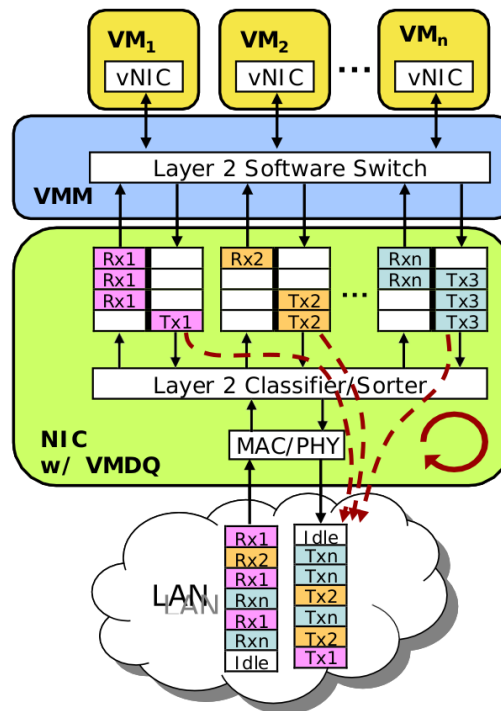 VM1 VM2 VMn
vNIC vNIC ... vNIC
Layer 2 Software Switch
VMM
Rx1 Rx2 Rxn
Rx1 Rxn Tx3
Rx1 Tx2 ... Tx3
Tx1 Tx2 Tx3
Layer 2 Classifier/Sorter
NIC
w/ VMDQ
MAC/PHY
LAN
LAN
Rx1 Idle
Rx2 Txn
Rx1 Txn
Rxn Tx2
Rx1 Txn
Rxn Tx2
Idle Tx1